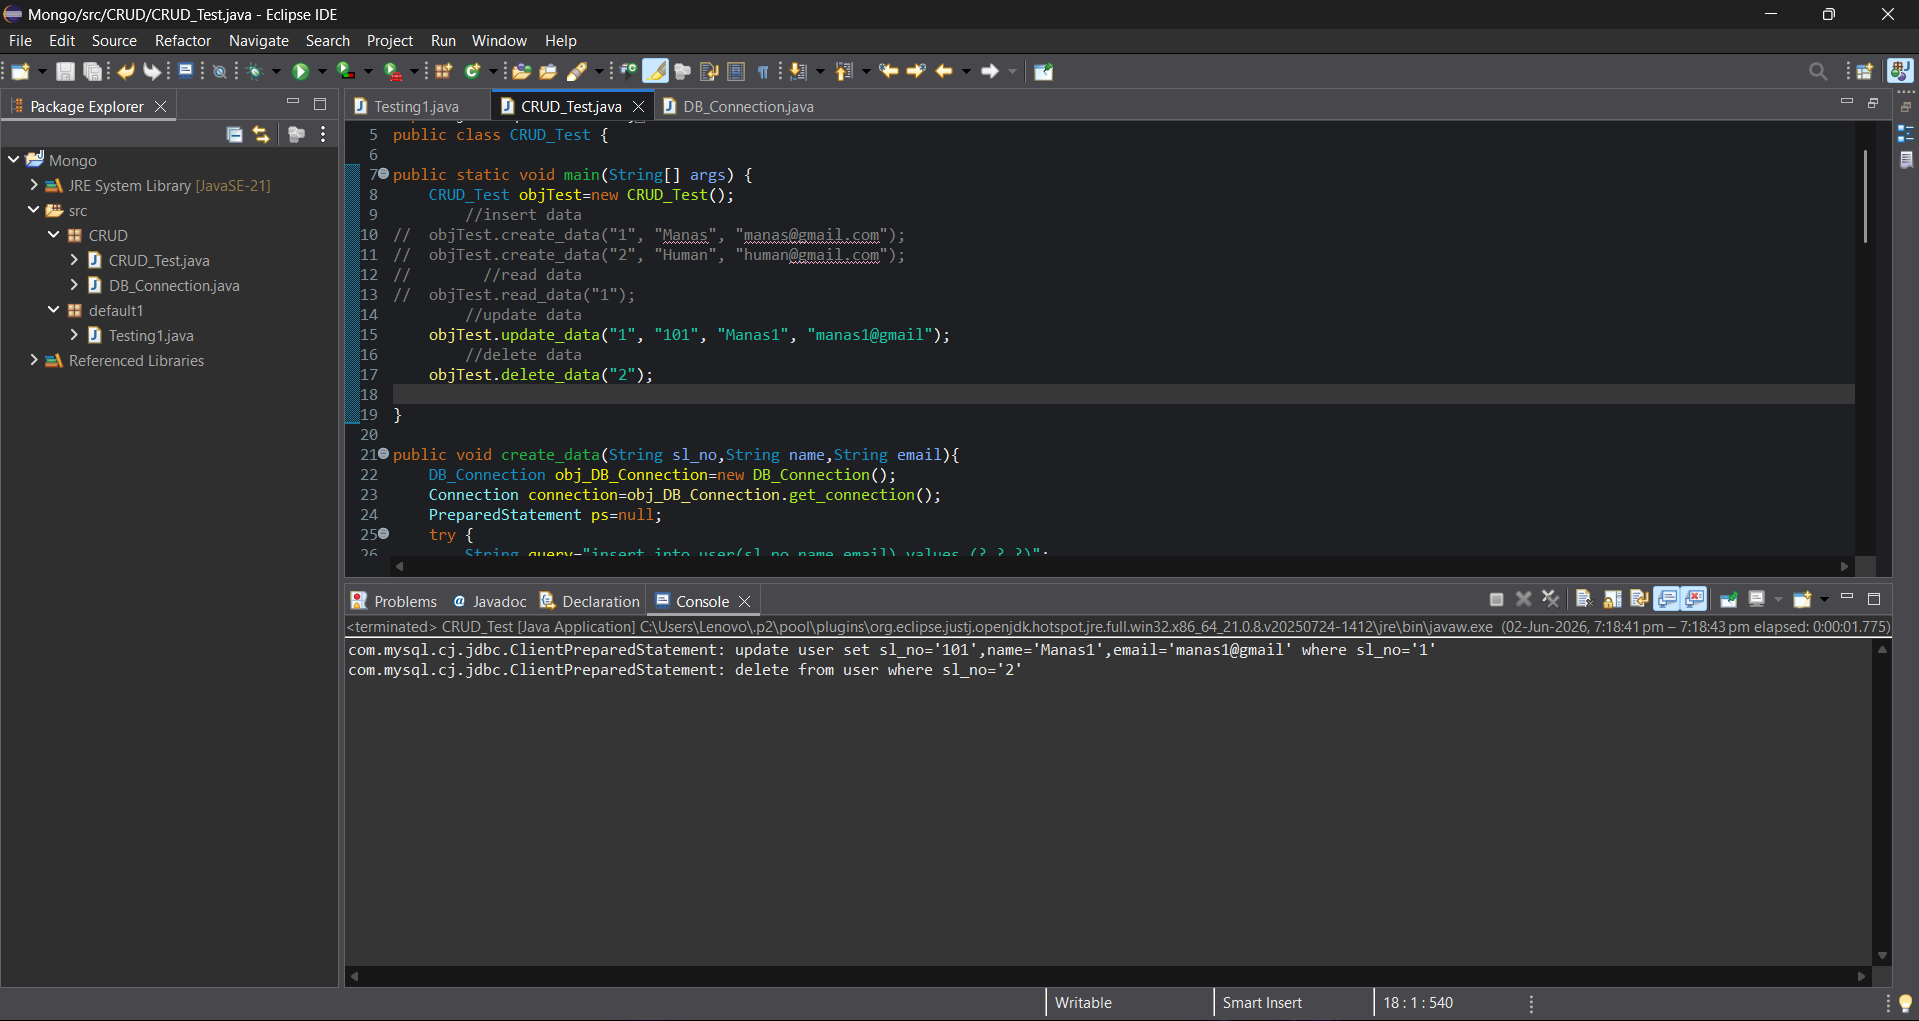 Mongo/src/CRUD/CRUD_Test.java - Eclipse IDE
File Edit Source Refactor Navigate Search Project Run Window Help
Package Explorer
Testing1.java CRUD_Test.java DB_Connection.java
Mongo
JRE System Library [JavaSE-21]
src
CRUD
CRUD_Test.java
DB_Connection.java
default1
Testing1.java
Referenced Libraries
5 public class CRUD_Test {
6
7 public static void main(String[] args) {
8 CRUD_Test objTest=new CRUD_Test();
9 //insert data
10 // objTest.create_data("1", "Manas", "manas@gmail.com");
11 // objTest.create_data("2", "Human", "human@gmail.com");
12 // //read data
13 // objTest.read_data("1");
14 //update data
15 objTest.update_data("1", "101", "Manas1", "manas1@gmail");
16 //delete data
17 objTest.delete_data("2");
18
19 }
20
21 public void create_data(String sl_no,String name,String email){
22 DB_Connection obj_DB_Connection=new DB_Connection();
23 Connection connection=obj_DB_Connection.get_connection();
24 PreparedStatement ps=null;
25 try {
26 String query="insert into user(sl_no,name,email) values (?,?,?)";
Problems Javadoc Declaration Console
<terminated> CRUD_Test [Java Application] C:\Users\Lenovo\.p2\pool\plugins\org.eclipse.justj.openjdk.hotspot.jre.full.win32.x86_64_21.0.8.v20250724-1412\jre\bin\javaw.exe (02-Jun-2026, 7:18:41 pm – 7:18:43 pm elapsed: 0:00:01.775)
com.mysql.cj.jdbc.ClientPreparedStatement: update user set sl_no='101',name='Manas1',email='manas1@gmail' where sl_no='1'
com.mysql.cj.jdbc.ClientPreparedStatement: delete from user where sl_no='2'
Writable Smart Insert 18 : 1 : 540